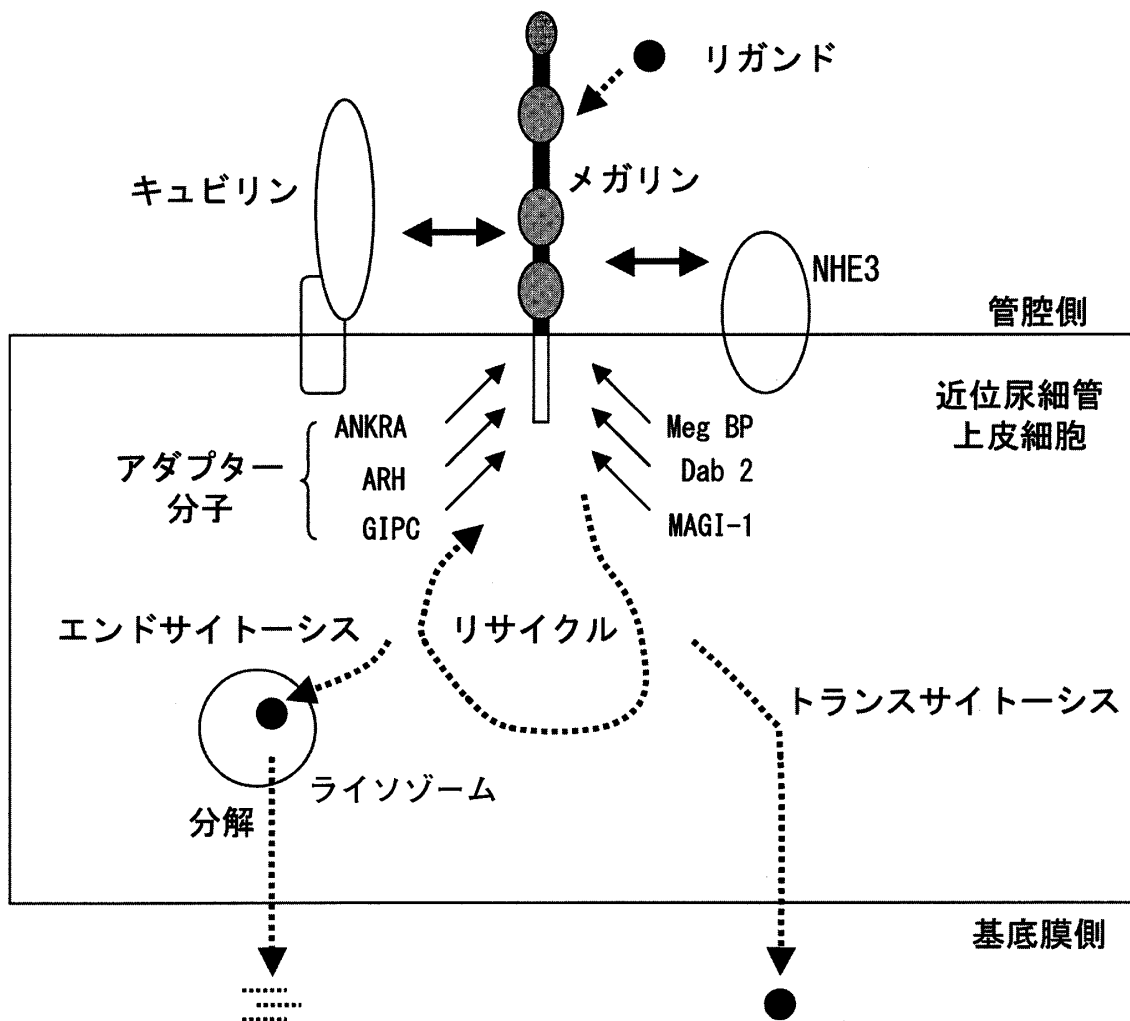 リガンド
キュビリン
メガリン
NHE3
管腔側
近位尿細管
上皮細胞
アダプター
分子
ANKRA
ARH
GIPC
Meg BP
Dab 2
MAGI-1
エンドサイトーシス
リサイクル
トランスサイトーシス
ライソゾーム
分解
基底膜側